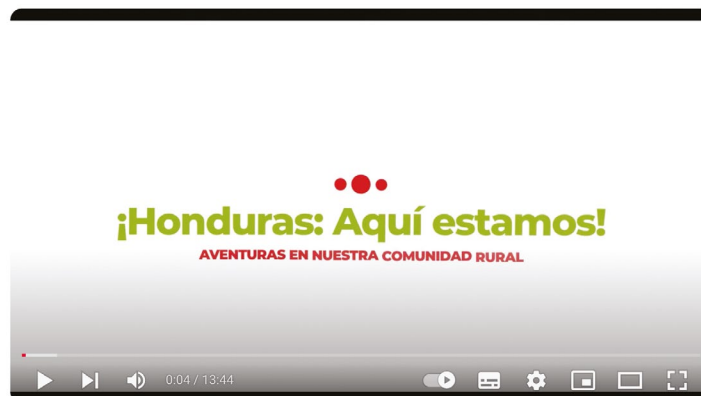 ¡Honduras: Aquí estamos!
AVENTURAS EN NUESTRA COMUNIDAD RURAL
0:04 / 13:44